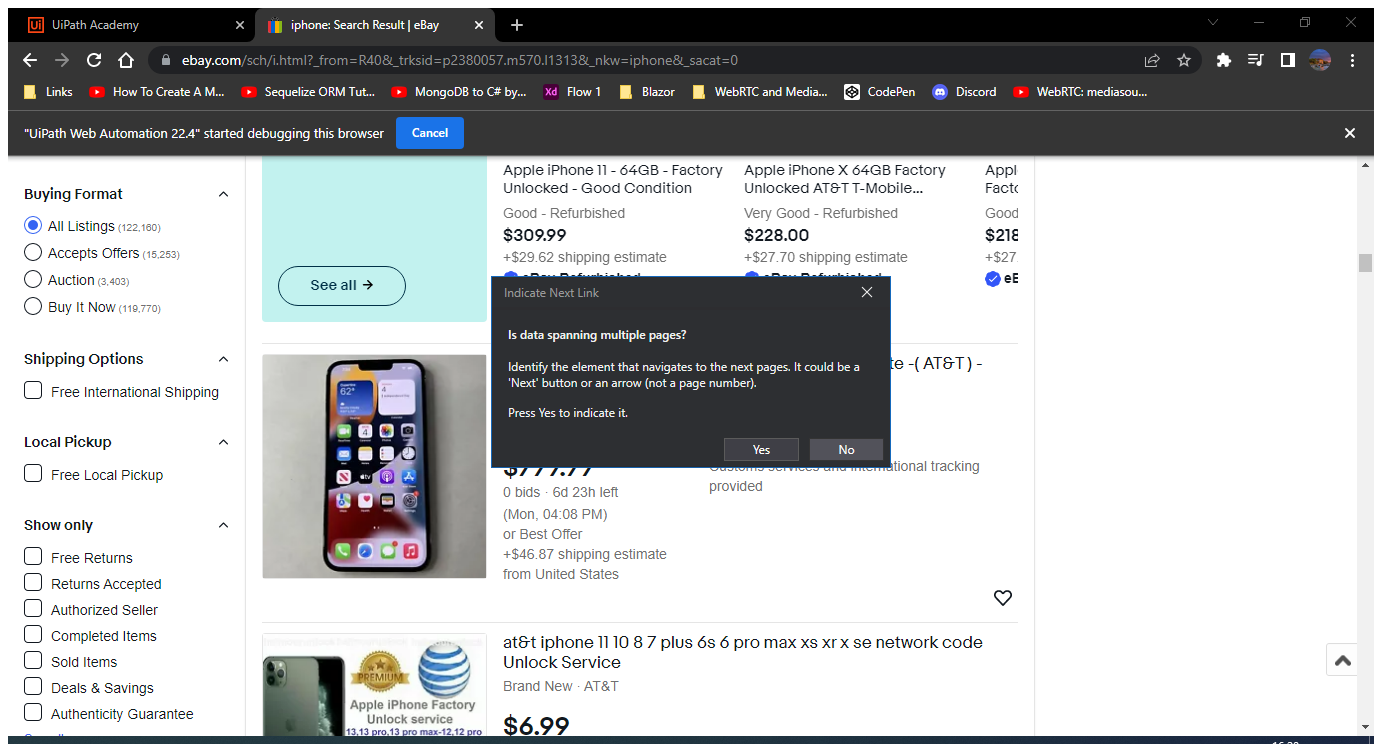 UiPath Academy
iphone: Search Result | eBay
ebay.com/sch/i.html?_from=R40&_trksid=p2380057.m570.l1313&_nkw=iphone&_sacat=0
Links
How To Create A M...
Sequelize ORM Tut...
MongoDB to C# by...
Xd Flow 1
Blazor
WebRTC and Media...
CodePen
Discord
WebRTC: mediasou...
"UiPath Web Automation 22.4" started debugging this browser
Cancel
Buying Format
All Listings (122,160)
Accepts Offers (15,253)
Auction (3,403)
Buy It Now (119,770)
Shipping Options
Free International Shipping
Local Pickup
Free Local Pickup
Show only
Free Returns
Returns Accepted
Authorized Seller
Completed Items
Sold Items
Deals & Savings
Authenticity Guarantee
See all
Apple iPhone 11 - 64GB - Factory
Unlocked - Good Condition
Good - Refurbished
$309.99
+$29.62 shipping estimate
eBay Refurbished
Apple iPhone X 64GB Factory
Unlocked AT&T T-Mobile...
Very Good - Refurbished
$228.00
+$27.70 shipping estimate
eBay Refurbished
Appl
Facto
Good
$218
+$27.
eB
Indicate Next Link
Is data spanning multiple pages?
Identify the element that navigates to the next pages. It could be a
'Next' button or an arrow (not a page number).
Press Yes to indicate it.
Yes
No
te -( AT&T ) -
0 bids · 6d 23h left
(Mon, 04:08 PM)
or Best Offer
+$46.87 shipping estimate
from United States
Customs services and international tracking
provided
at&t iphone 11 10 8 7 plus 6s 6 pro max xs xr x se network code
Unlock Service
Brand New · AT&T
$6.99
PREMIUM
at&t
Apple iPhone Factory
Unlock service
13,13 pro,13 pro max-12,12 pro